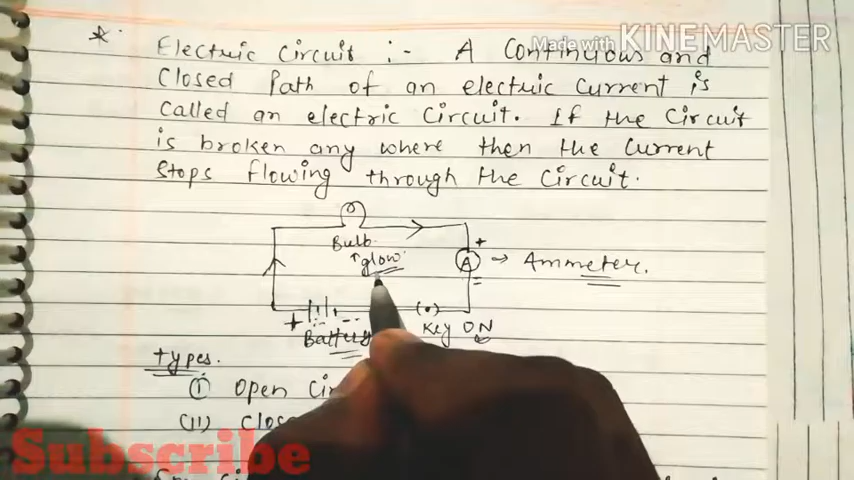 Made with KINEMASTER
* Electric Circuit :- A Continuous and
Closed Path of an electric Current is
Called an electric Circuit. If the Circuit
is broken any where then the Current
Stops flowing through the Circuit.
Bulb
↑glow
+
A → Ammeter.
-
+ Battery
Key ON
types.
(i) Open Cir
(ii) Close
Subscribe